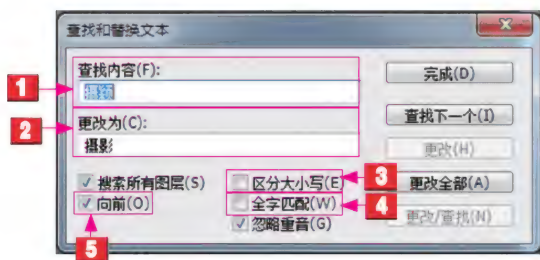 查找和替换文本
查找内容(F):
完成(D)
1
摄影
查找下一个(I)
2
更改为(C):
摄影
更改(H)
搜索所有图层(S)
区分大小写(E)
3
更改全部(A)
向前(O)
全字匹配(W)
4
更改/查找(N)
忽略重音(G)
5